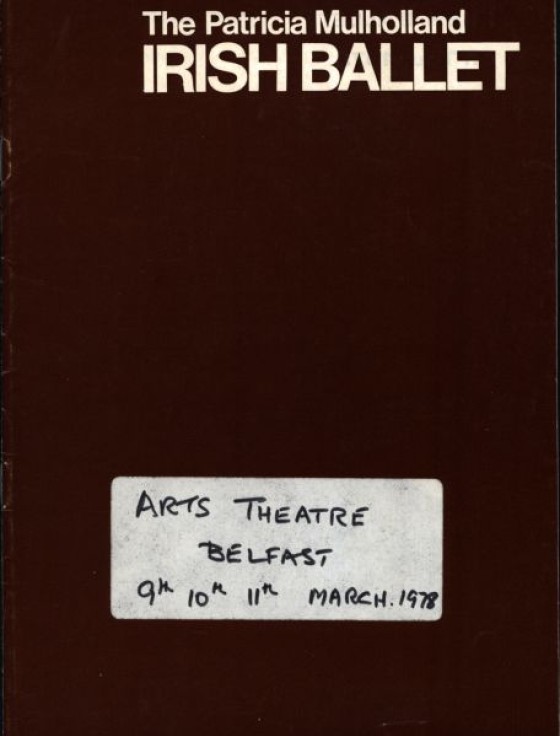 The Patricia Mulholland
IRISH BALLET
ARTS THEATRE
BELFAST
9th 10th 11th MARCH. 1978